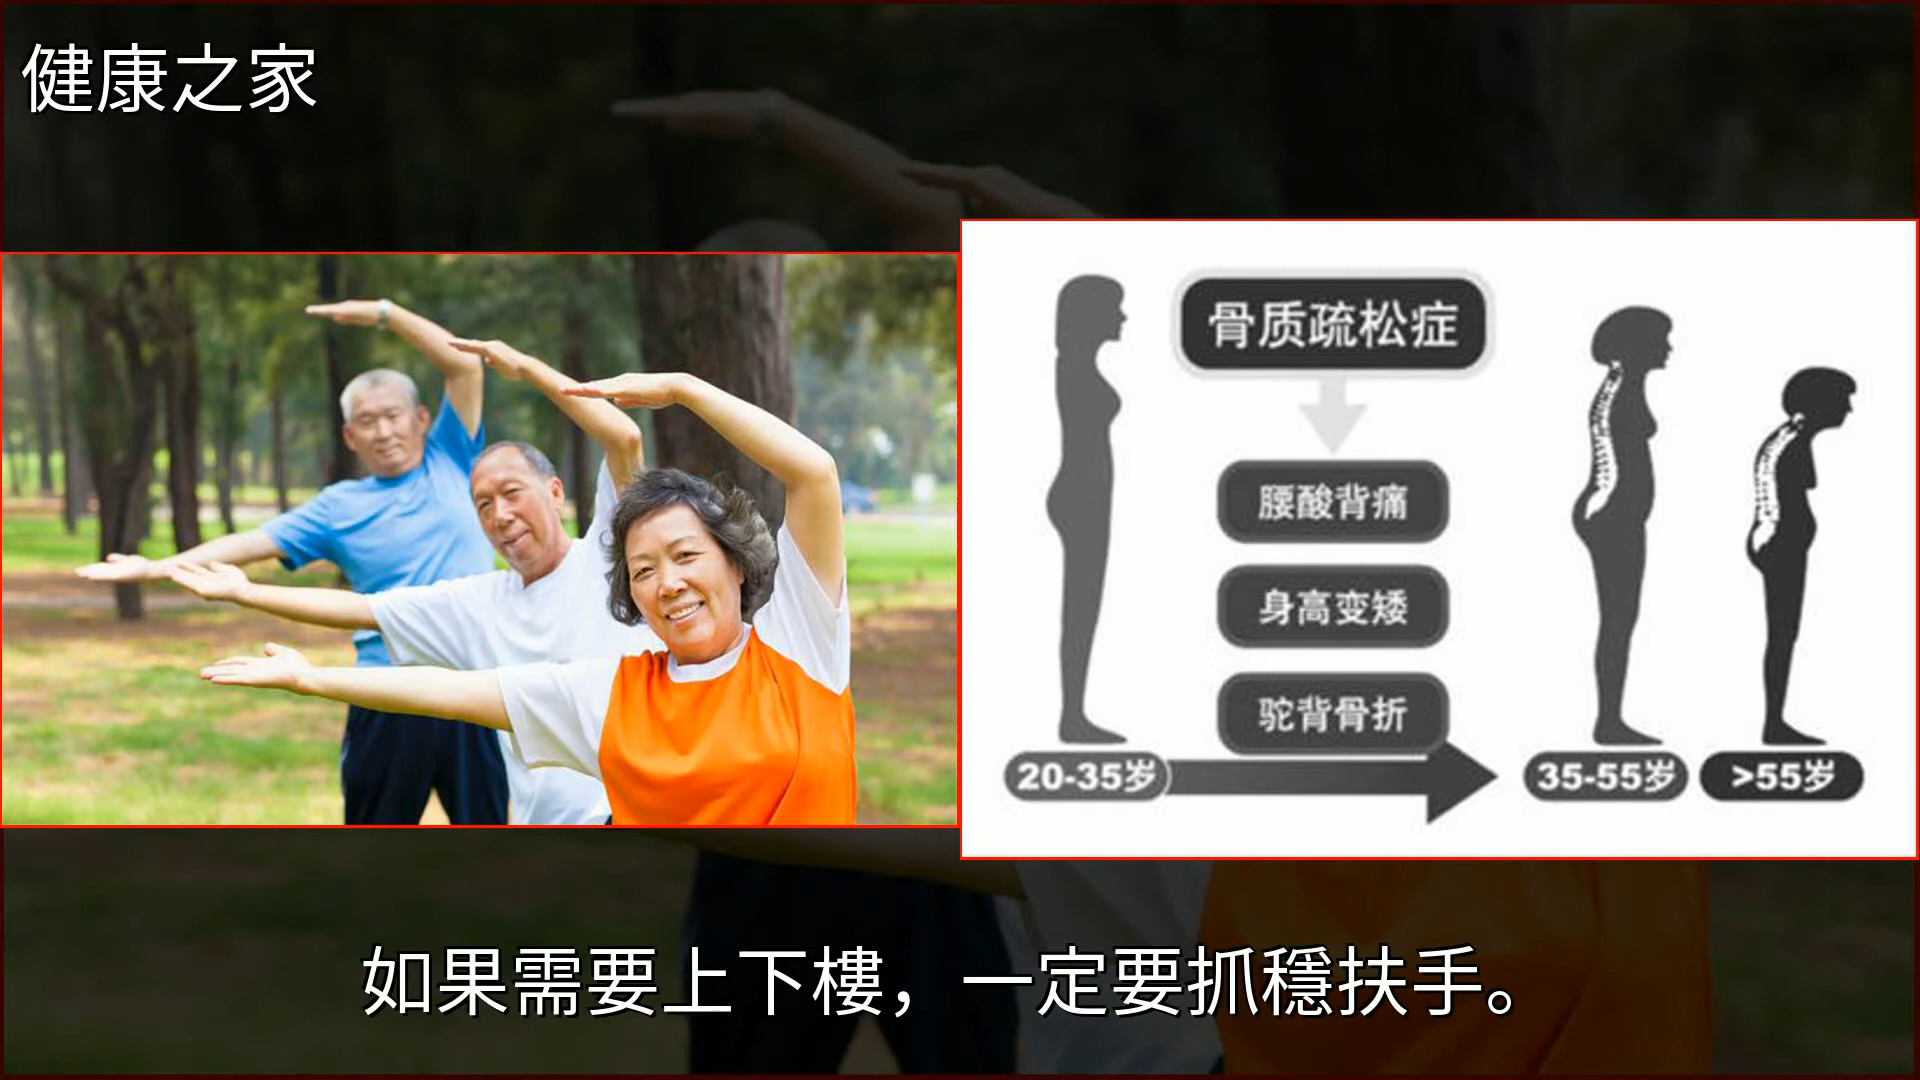 健康之家
骨质疏松症
腰酸背痛
身高变矮
驼背骨折
20-35岁
35-55岁
>55岁
如果需要上下樓，一定要抓穩扶手。